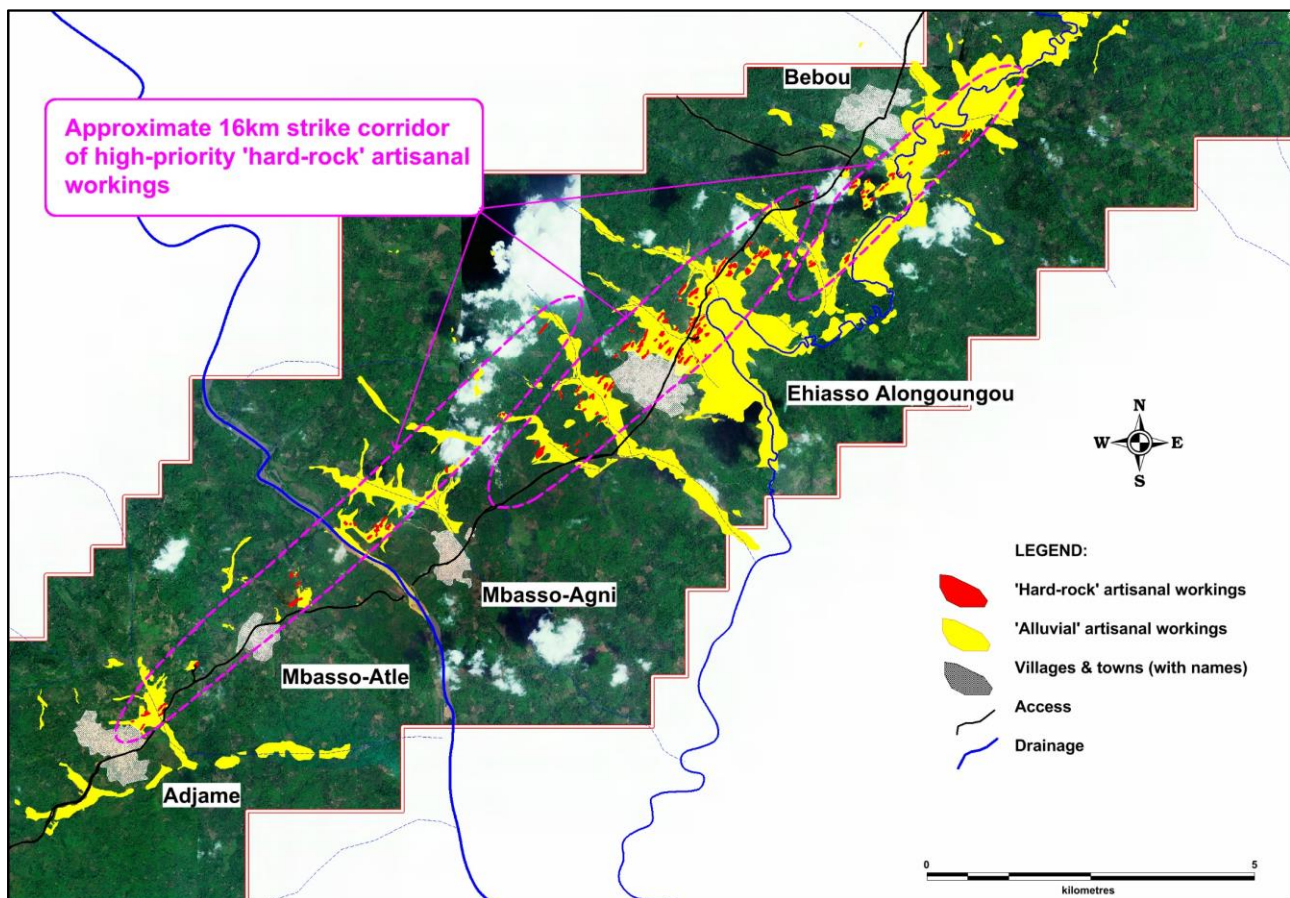 Bebou
Approximate 16km strike corridor
of high-priority 'hard-rock' artisanal
workings
Ehiasso Alongoungou
N
W E
S
Mbasso-Agni
Mbasso-Atle
Adjame
LEGEND:
'Hard-rock' artisanal workings
'Alluvial' artisanal workings
Villages & towns (with names)
Access
Drainage
0 5
kilometres